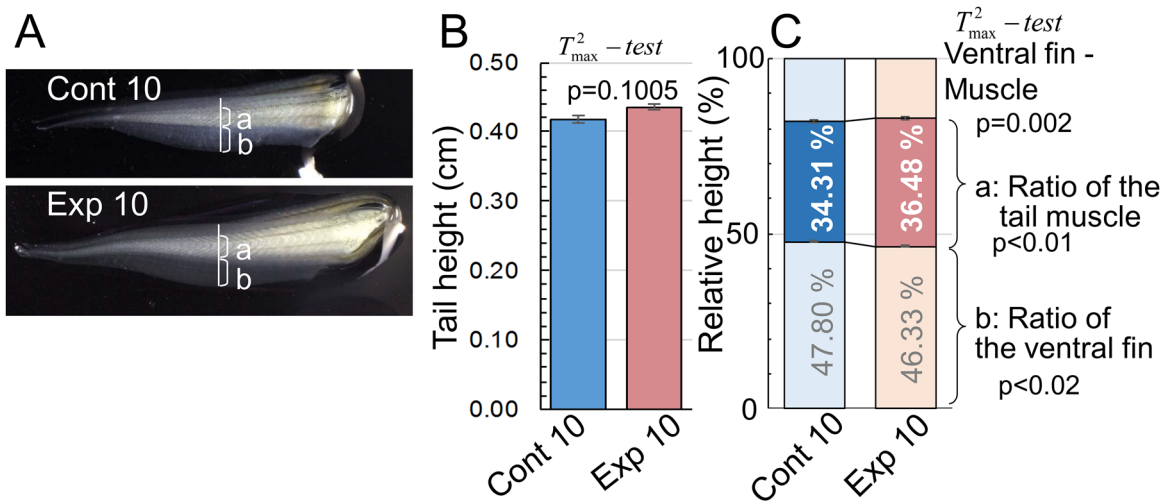 A
Cont 10
a
b
Exp 10
a
b
B
T²max – test
p=0.1005
Tail height (cm)
0.50
0.40
0.30
0.20
0.10
0.00
Cont 10
Exp 10
C
T²max – test
Ventral fin -
Muscle
p=0.002
Relative height (%)
100
50
0
34.31 %
36.48 %
47.80 %
46.33 %
a: Ratio of the
tail muscle
p<0.01
b: Ratio of
the ventral fin
p<0.02
Cont 10
Exp 10